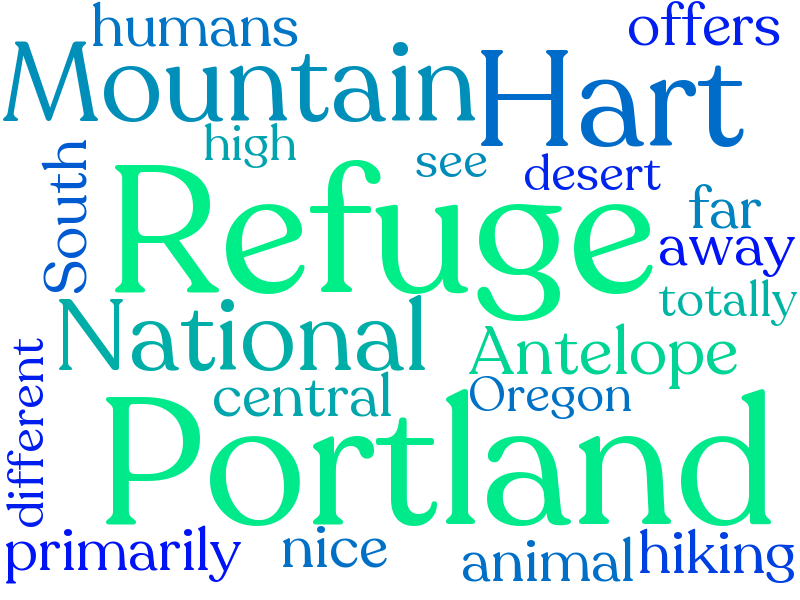 humans
offers
Mountain
Hart
high
see
desert
South
Refuge
far
away
totally
National
Antelope
different
central
Oregon
Portland
primarily
nice
animal
hiking